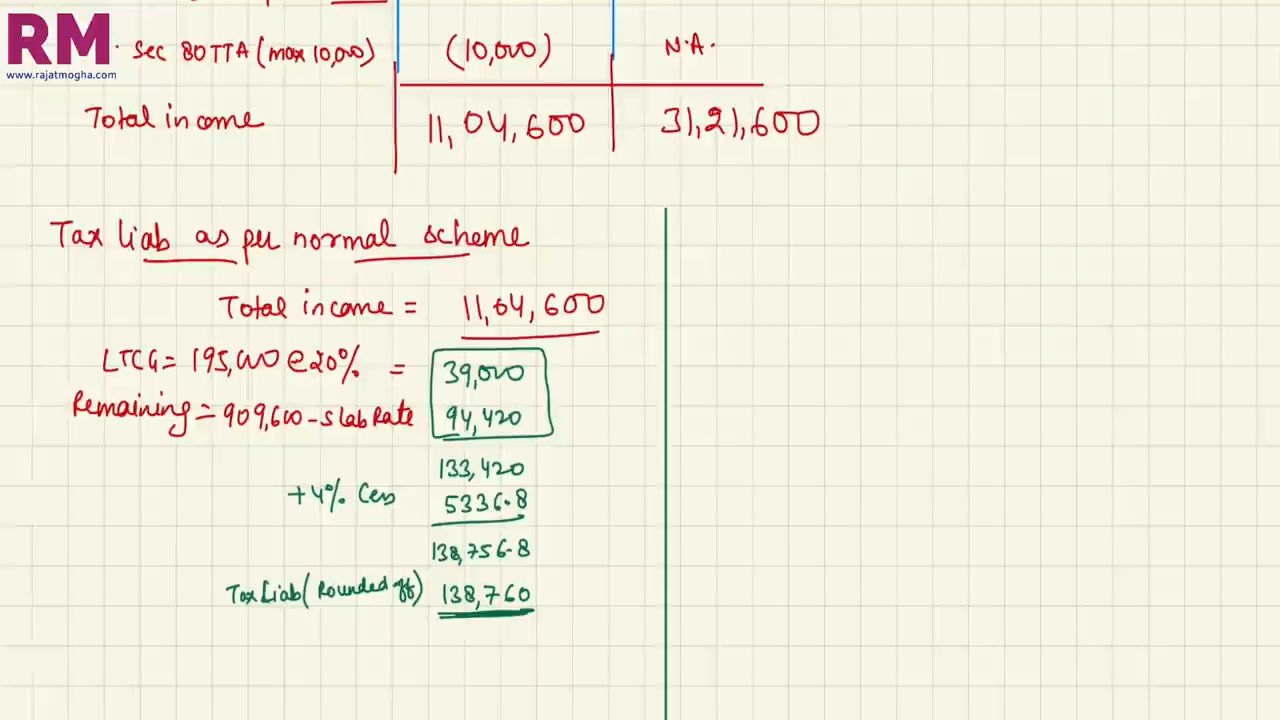 RM
www.rajatmogha.com
· Sec 80TTA (max 10,000) (10,000) N.A.
Total income 11,04,600 31,21,600
Tax liab as per normal scheme
Total income = 11,04,600
LTCG = 195,000 @ 20% = 39,000
Remaining = 909,600 - Slab Rate 94,420
133,420
+4% Cess 5336.8
138,756.8
Tax Liab (Rounded off) 138,760